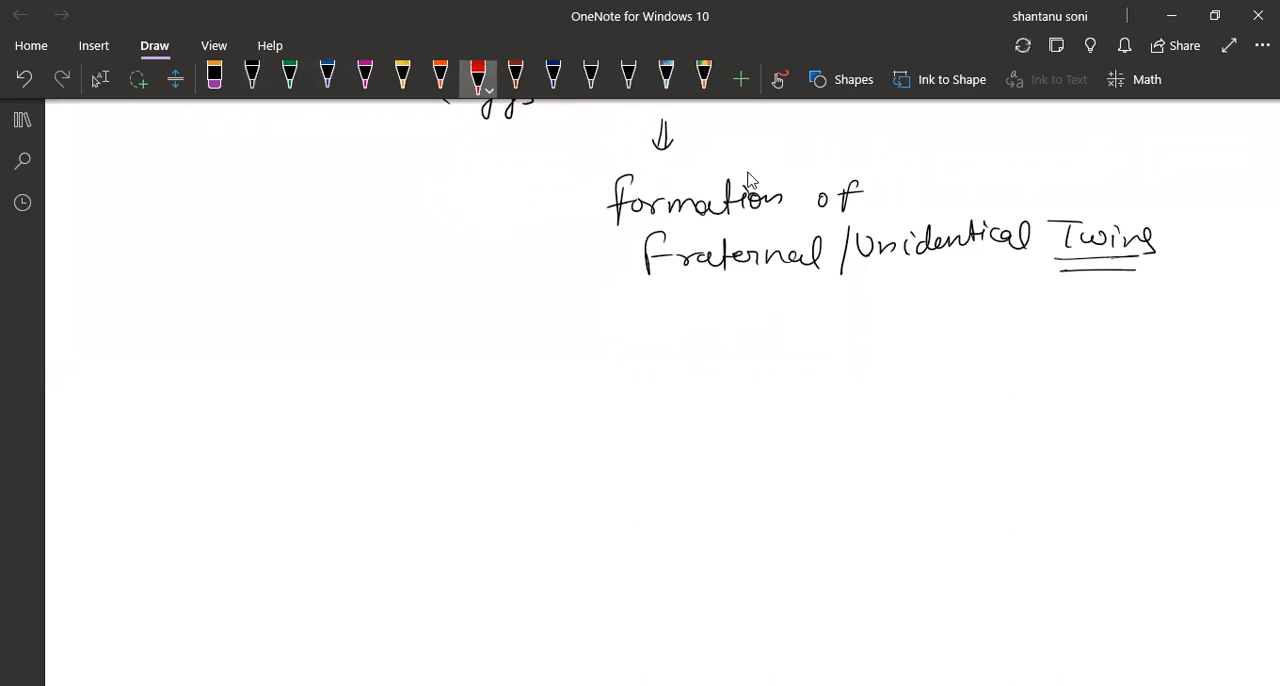 OneNote for Windows 10
shantanu soni
Home Insert Draw View Help
Share
Shapes Ink to Shape Ink to Text Math
⇓
formation of
Fraternal/Unidentical Twins